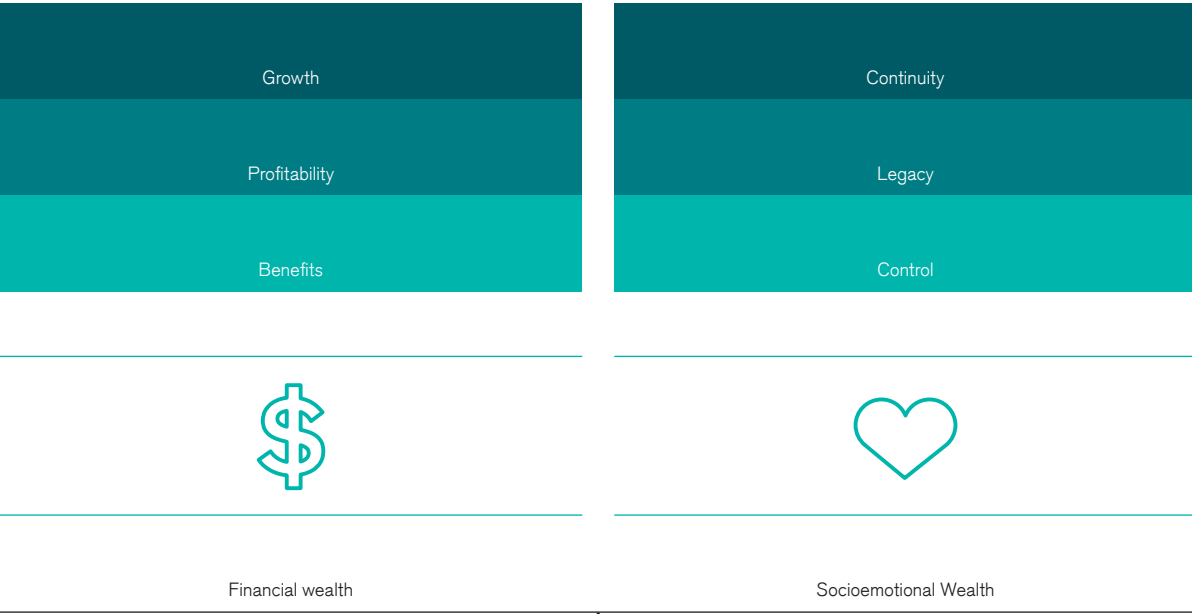 Growth
Profitability
Benefits
Financial wealth
Continuity
Legacy
Control
Socioemotional Wealth